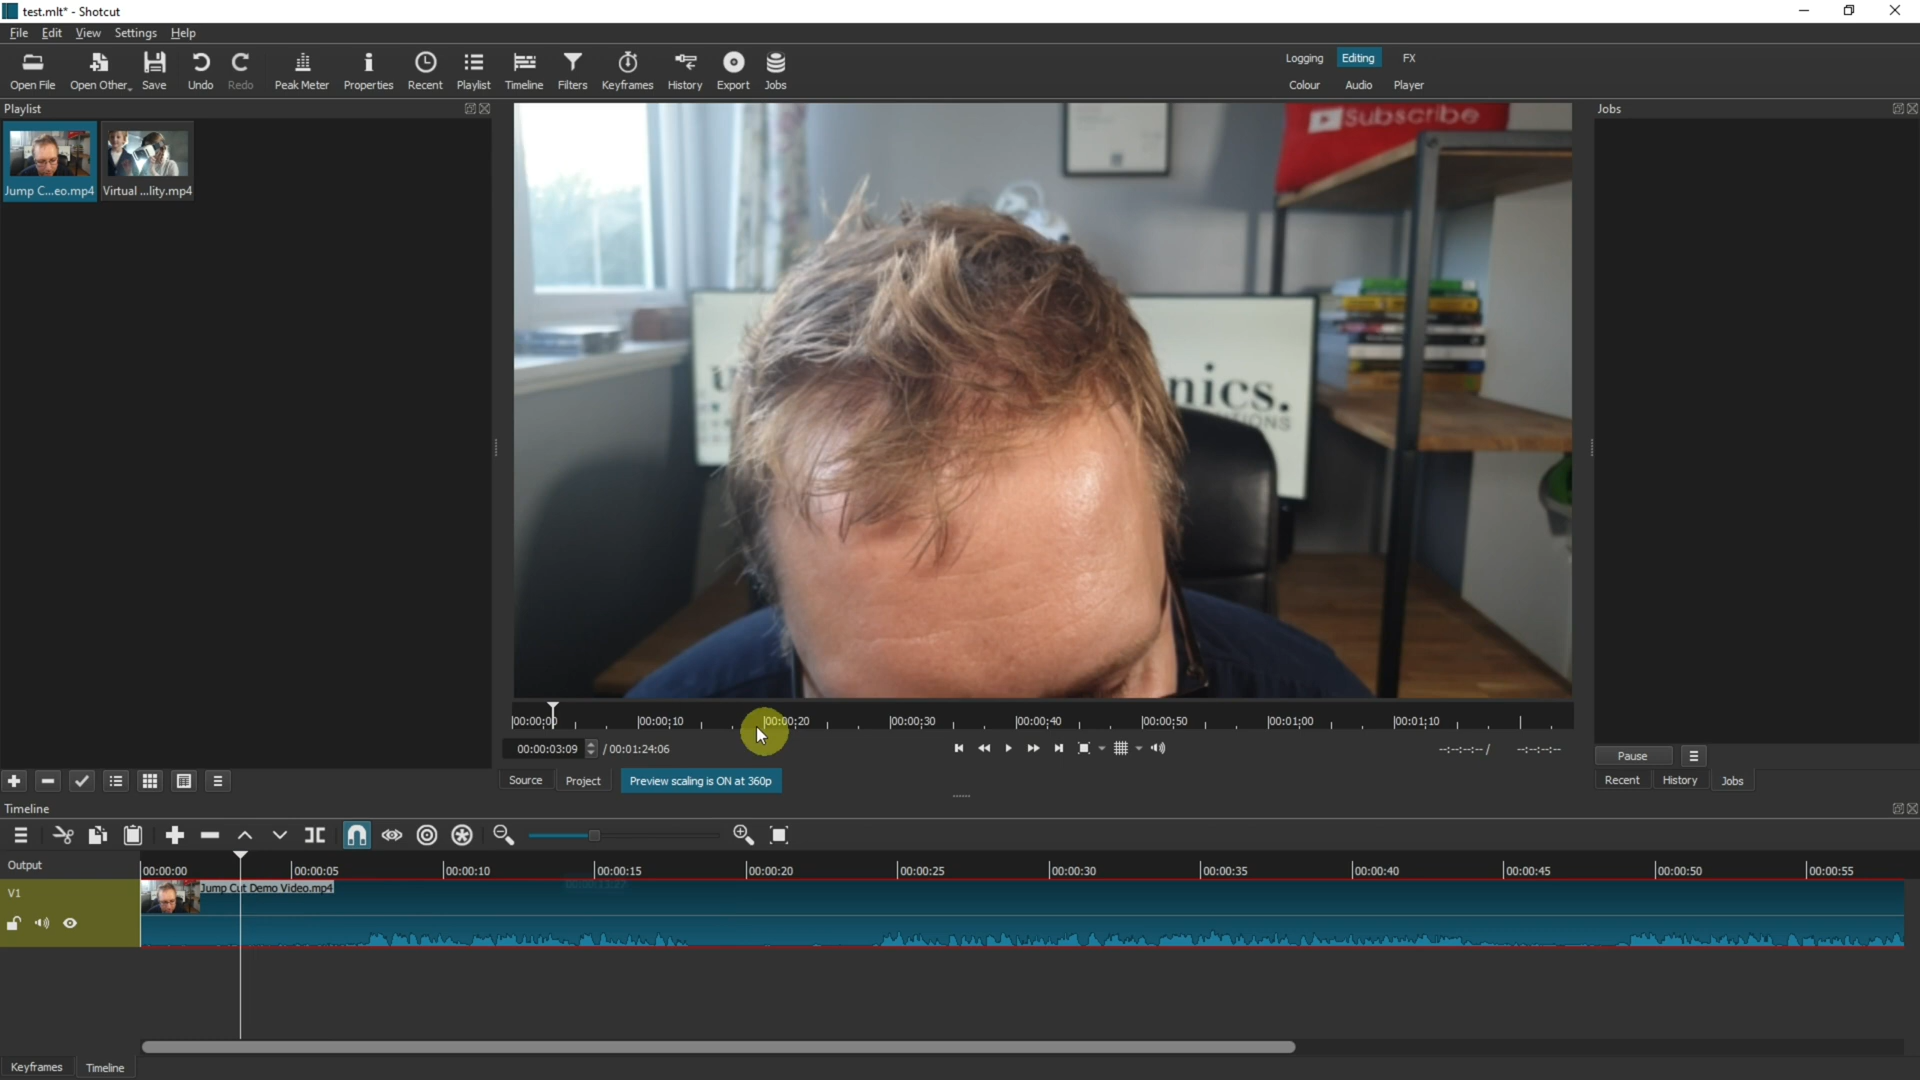 test.mlt* - Shotcut
File Edit View Settings Help
Open File Open Other Save Undo Redo Peak Meter Properties Recent Playlist Timeline Filters Keyframes History Export Jobs
Logging Editing FX
Colour Audio Player
Playlist
Jobs
Jump C...eo.mp4 Virtual ...lity.mp4
Subscribe
nics.
IONS
00:00:00 00:00:10 00:00:20 00:00:30 00:00:40 00:00:50 00:01:00 00:01:10
00:00:03:09 / 00:01:24:06
--:--:--:-- / --:--:--:--
Pause
Source Project Preview scaling is ON at 360p
Recent History Jobs
Timeline
Output
00:00:00 00:00:05 00:00:10 00:00:15 00:00:20 00:00:25 00:00:30 00:00:35 00:00:40 00:00:45 00:00:50 00:00:55
V1
Jump Cut Demo Video.mp4
Keyframes Timeline